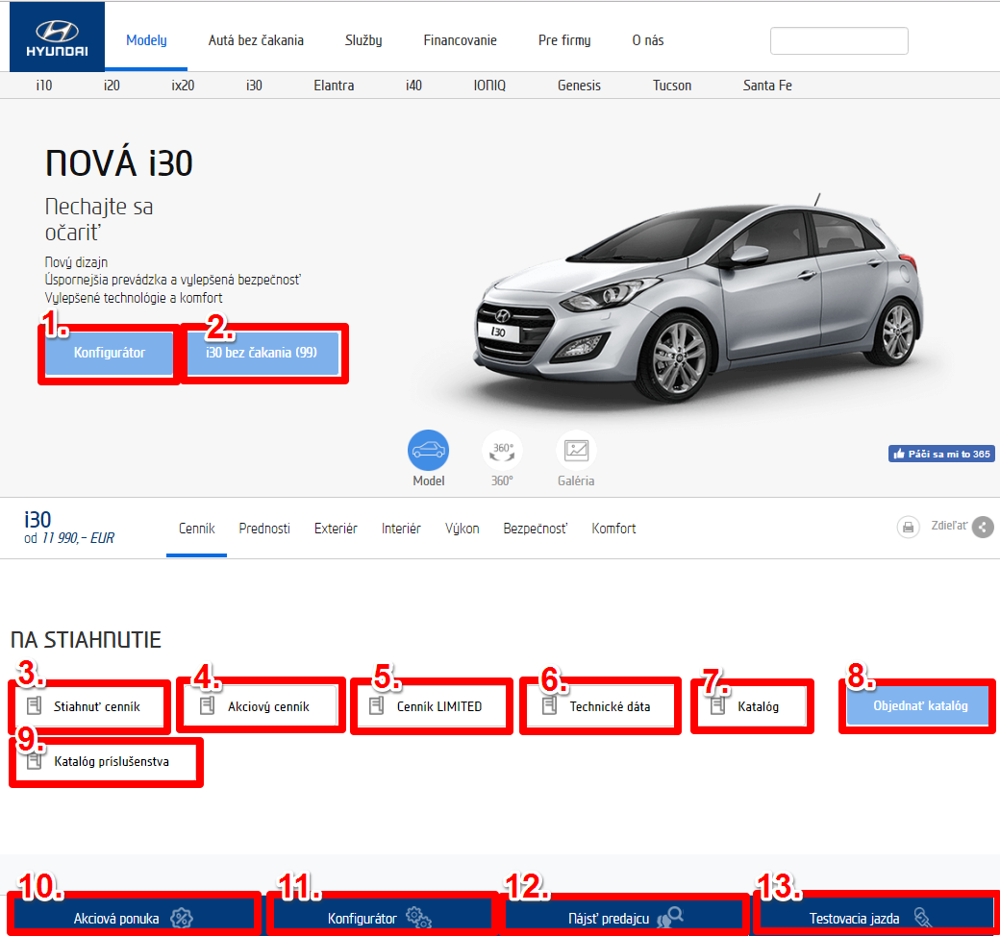 HYUNDAI
Modely Autá bez čakania Služby Financovanie Pre firmy O nás
i10 i20 ix20 i30 Elantra i40 IONIQ Genesis Tucson Santa Fe
NOVÁ i30
Nechajte sa
očariť
Nový dizajn
Úspornejšia prevádzka a vylepšená bezpečnosť
Vylepšené technológie a komfort
1. 2.
Konfigurátor i30 bez čakania (99)
i30
360°
Model 360° Galéria
Páči sa mi to 365
i30
od 11 990,- EUR
Cenník Prednosti Exteriér Interiér Výkon Bezpečnosť Komfort
Zdieľať
NA STIAHNUTIE
3. 4. 5. 6. 7. 8.
Stiahnuť cenník Akciový cenník Cenník LIMITED Technické dáta Katalóg Objednať katalóg
9.
Katalóg príslušenstva
10. 11. 12. 13.
Akciová ponuka Konfigurátor Nájsť predajcu Testovacia jazda